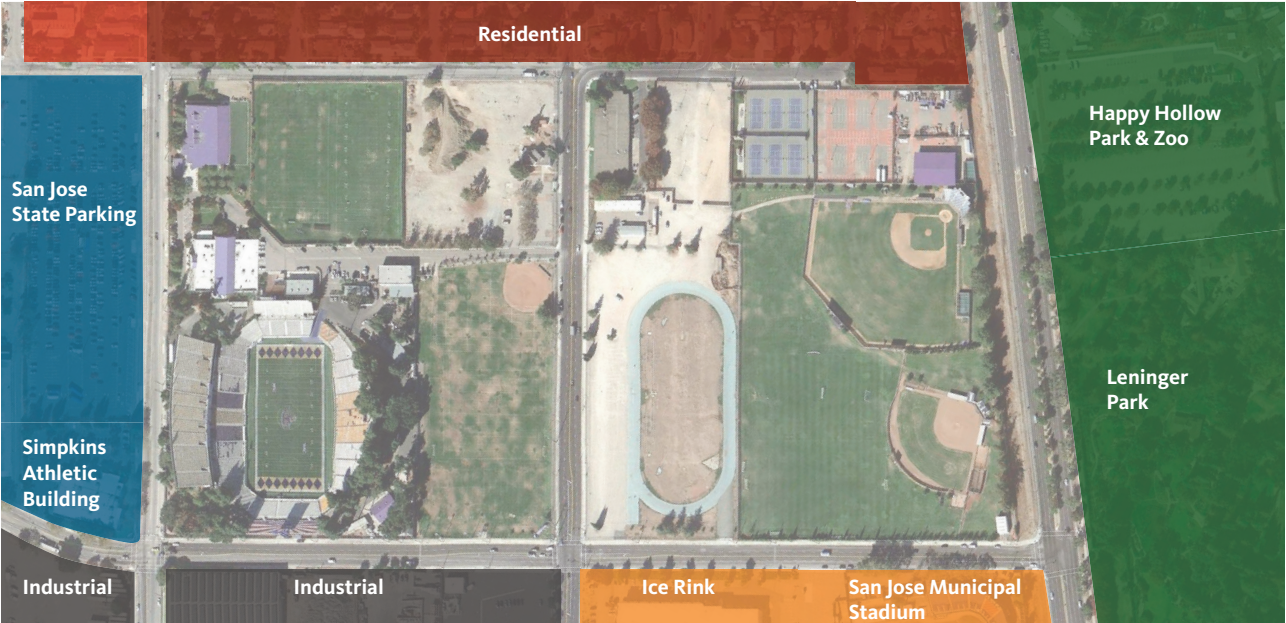 Residential
Happy Hollow
Park & Zoo
San Jose
State Parking
Leninger
Park
Simpkins
Athletic
Building
Industrial
Industrial
Ice Rink
San Jose Municipal
Stadium